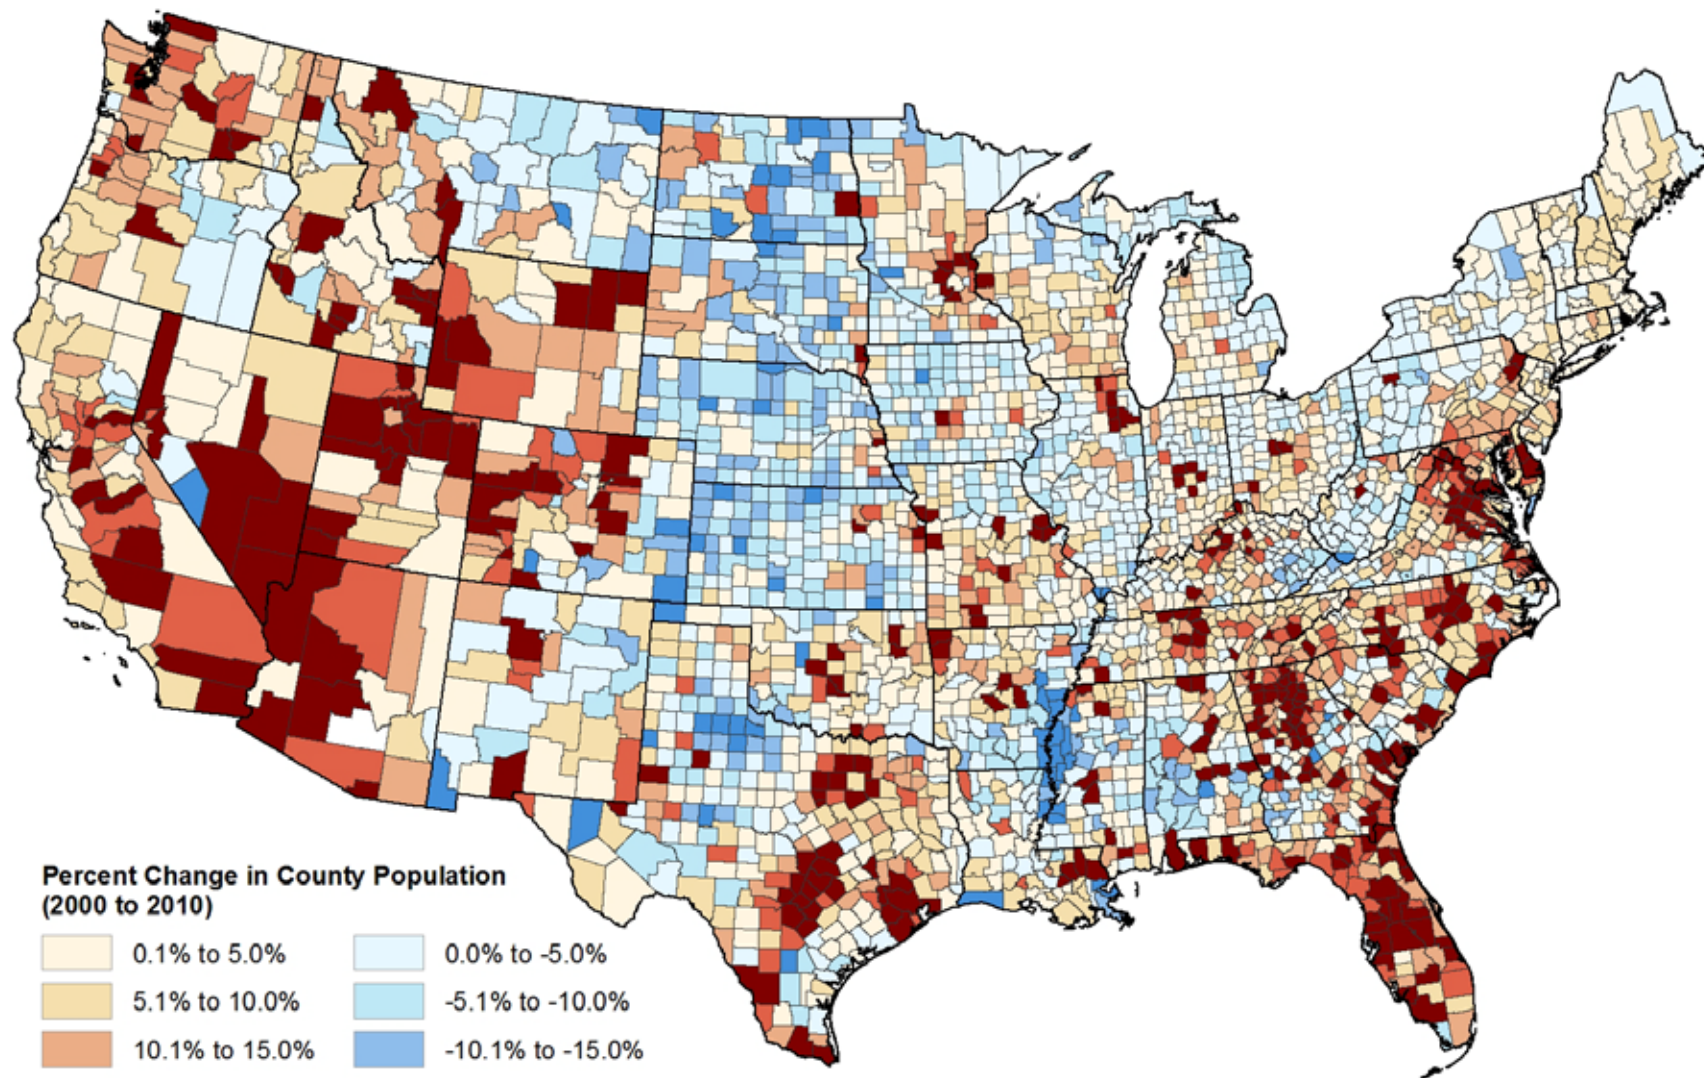 Percent Change in County Population
(2000 to 2010)
0.1% to 5.0%
0.0% to -5.0%
5.1% to 10.0%
-5.1% to -10.0%
10.1% to 15.0%
-10.1% to -15.0%